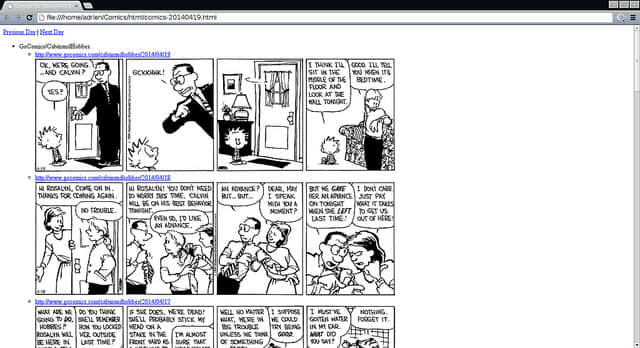 file:///home/adrien/Comics/html/comics-20140419.html
Previous Day | Next Day
GoComics/CalvinandHobbes
http://www.gocomics.com/calvinandhobbes/2014/04/19
OK, WE'RE GOING.
...AND CALVIN?
YES?
GCKKHHK!
I THINK I'LL
SIT IN THE
MIDDLE OF THE
FLOOR AND
LOOK AT THE
WALL TONIGHT.
GOOD. I'LL TELL
YOU WHEN IT'S
BEDTIME.
http://www.gocomics.com/calvinandhobbes/2014/04/18
HI ROSALYN, COME ON IN.
THANKS FOR COMING AGAIN.
NO TROUBLE.
HI ROSALYN! YOU DON'T NEED
TO WORRY THIS TIME. CALVIN
WILL BE ON HIS BEST BEHAVIOR
TONIGHT.
EVEN SO, I'D LIKE
AN ADVANCE.
AN ADVANCE?
BUT... BUT...
DEAR, MAY
I SPEAK
WITH YOU A
MOMENT?
BUT WE GAVE
HER AN ADVANCE
ON TONIGHT
WHEN SHE LEFT
LAST TIME!
I DON'T CARE.
JUST PAY
WHAT IT TAKES
TO GET US
OUT OF HERE!
http://www.gocomics.com/calvinandhobbes/2014/04/17
WHAT ARE WE
GOING TO DO,
HOBBES?
ROSALYN WILL
BE HERE IN
DO YOU THINK
SHE'LL REMEMBER
HOW YOU LOCKED
HER OUTSIDE
LAST TIME?
IF SHE DOES, WE'RE DEAD!
SHE'LL PROBABLY STICK MY
HEAD ON A
STAKE IN THE
FRONT YARD AS
I'M ALMOST
SURE THAT
WELL, NO MATTER
WHAT, WE'RE IN
BIG TROUBLE
UNLESS WE THINK
OF SOMETHING
I SUPPOSE
WE COULD
TRY BEING
GOOD.
I MUST'VE
GOTTEN WATER
IN MY EAR.
WHAT DID
YOU SAY?
NOTHING.
FORGET IT.